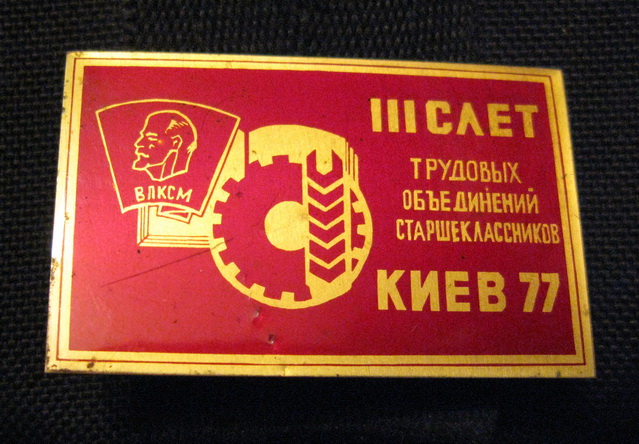 ВЛКСМ
III СЛЕТ
ТРУДОВЫХ
ОБЪЕДИНЕНИЙ
СТАРШЕКЛАССНИКОВ
КИЕВ 77